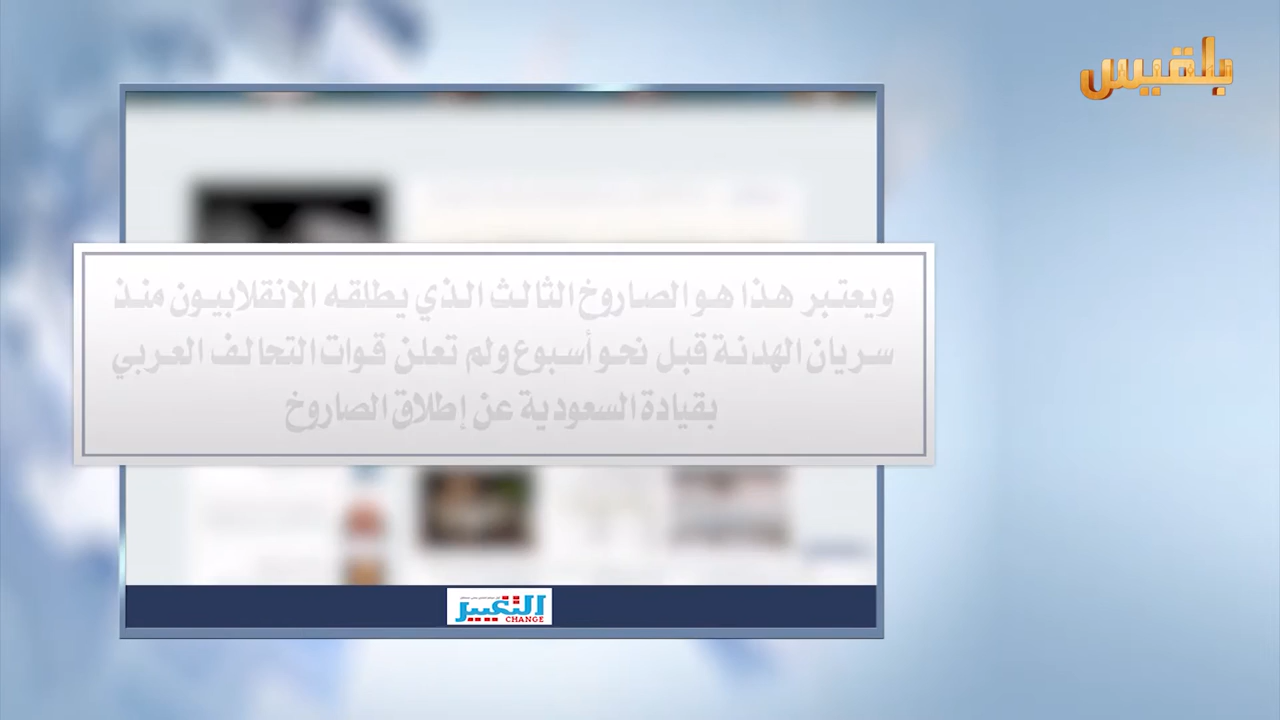 بلقيس
ويعتبر هذا هو الصاروخ الثالث الذي يطلقه الانقلابيون منذ
سريان الهدنة قبل نحو أسبوع ولم تعلن قوات التحالف العربي
بقيادة السعودية عن إطلاق الصاروخ
التغيير
CHANGE